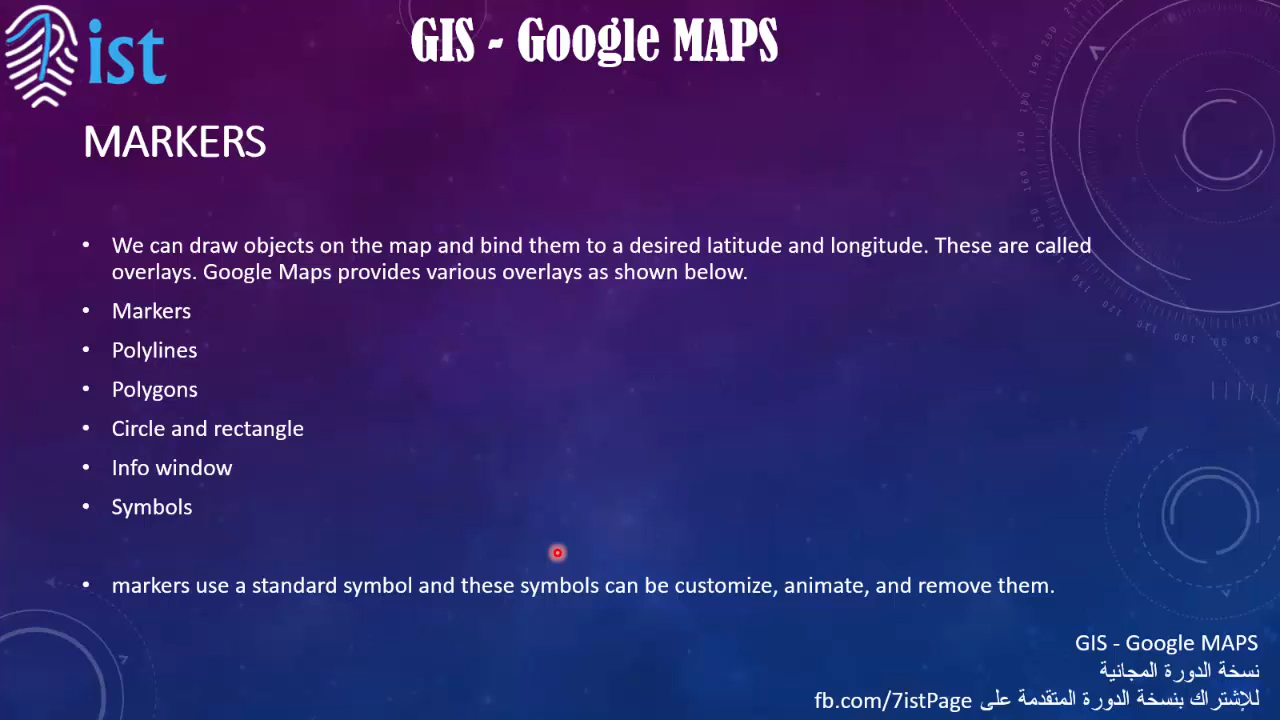 7ist
GIS - Google MAPS
MARKERS
• We can draw objects on the map and bind them to a desired latitude and longitude. These are called
overlays. Google Maps provides various overlays as shown below.
• Markers
• Polylines
• Polygons
• Circle and rectangle
• Info window
• Symbols
• markers use a standard symbol and these symbols can be customize, animate, and remove them.
GIS - Google MAPS
نسخة الدورة المجانية
للإشتراك بنسخة الدورة المتقدمة على fb.com/7istPage